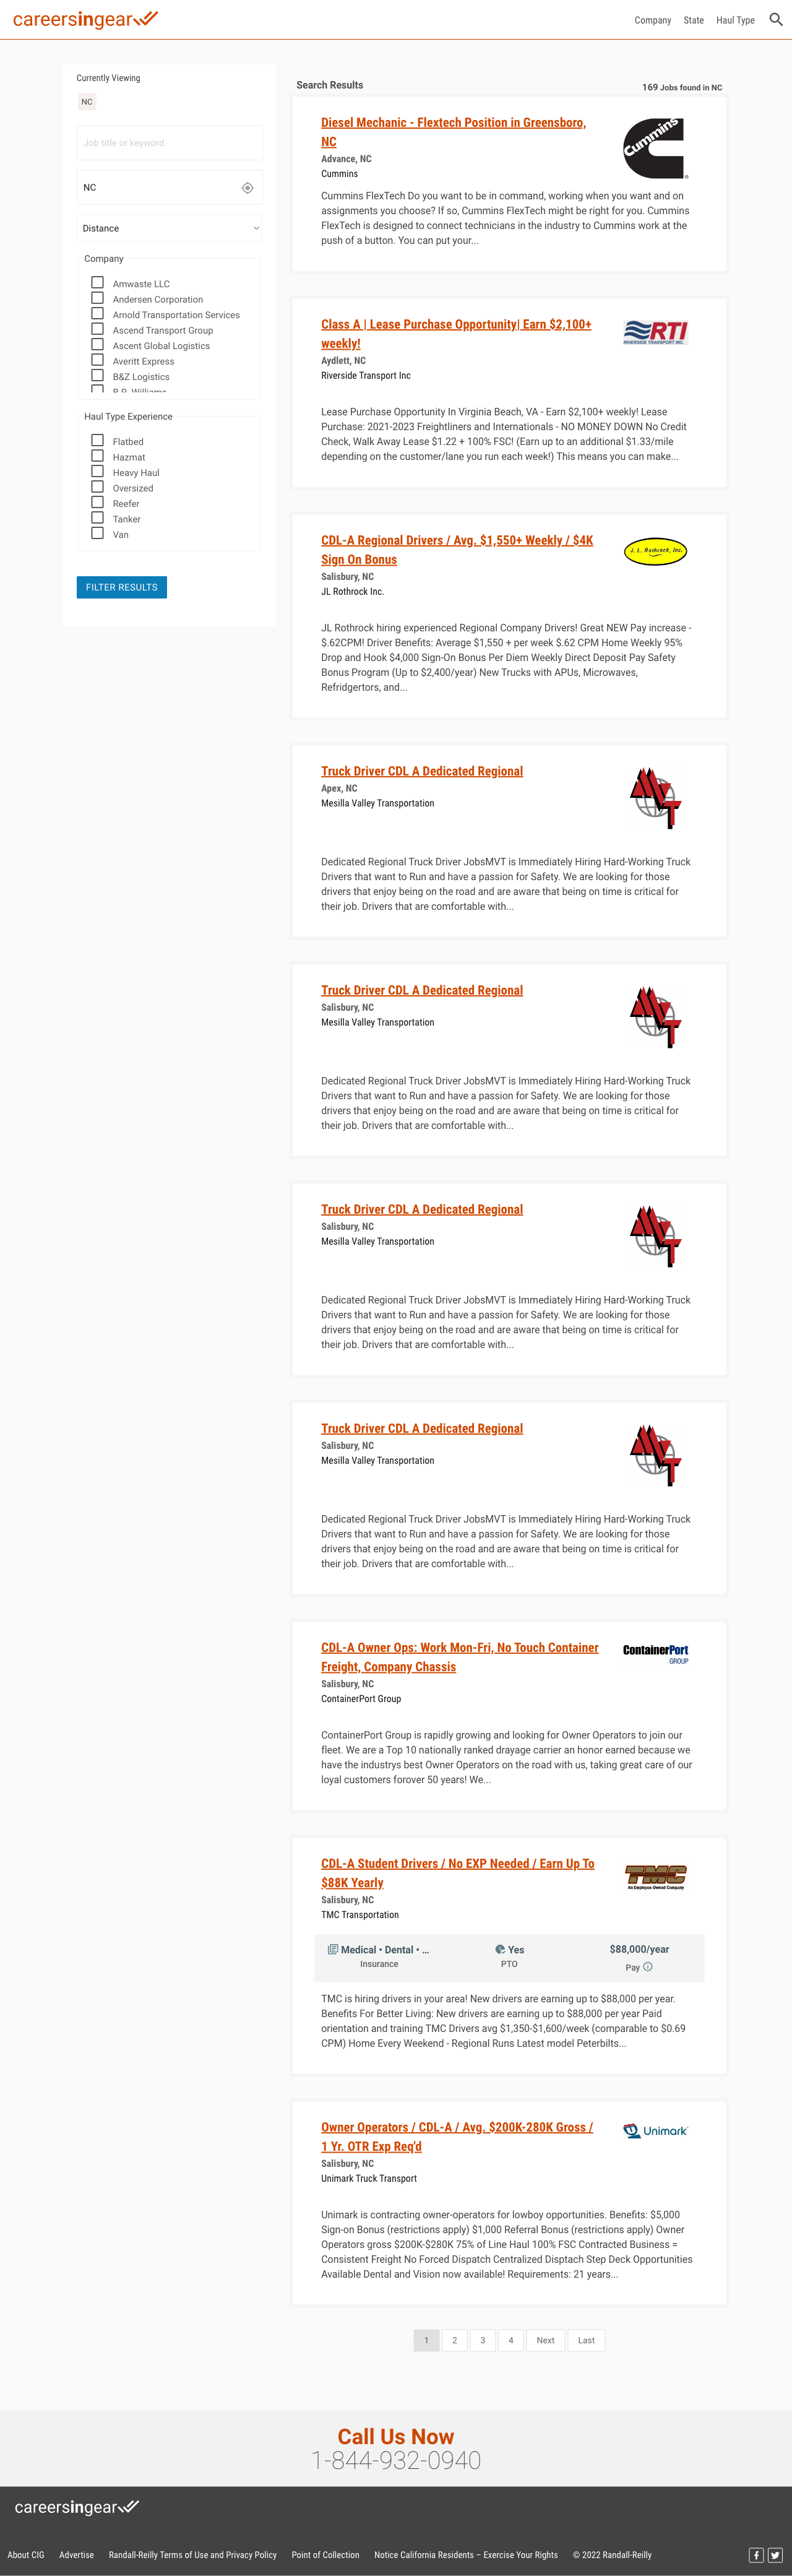 careersingear
Company State Haul Type
Currently Viewing
NC
Job title or keyword
NC
Distance
Company
Amwaste LLC
Andersen Corporation
Arnold Transportation Services
Ascend Transport Group
Ascent Global Logistics
Averitt Express
B&Z Logistics
Haul Type Experience
Flatbed
Hazmat
Heavy Haul
Oversized
Reefer
Tanker
Van
FILTER RESULTS
Search Results
169 Jobs found in NC
Diesel Mechanic - Flextech Position in Greensboro,
NC
Advance, NC
Cummins
Cummins
Cummins FlexTech Do you want to be in command, working when you want and on
assignments you choose? If so, Cummins FlexTech might be right for you. Cummins
FlexTech is designed to connect technicians in the industry to Cummins work at the
push of a button. You can put your...
Class A | Lease Purchase Opportunity| Earn $2,100+
weekly!
Aydlett, NC
Riverside Transport Inc
RTI
RIVERSIDE TRANSPORT INC.
Lease Purchase Opportunity In Virginia Beach, VA - Earn $2,100+ weekly! Lease
Purchase: 2021-2023 Freightliners and Internationals - NO MONEY DOWN No Credit
Check, Walk Away Lease $1.22 + 100% FSC! (Earn up to an additional $1.33/mile
depending on the customer/lane you run each week!) This means you can make...
CDL-A Regional Drivers / Avg. $1,550+ Weekly / $4K
Sign On Bonus
Salisbury, NC
JL Rothrock Inc.
J. L. Rothrock, Inc.
JL Rothrock hiring experienced Regional Company Drivers! Great NEW Pay increase -
$.62CPM! Driver Benefits: Average $1,550 + per week $.62 CPM Home Weekly 95%
Drop and Hook $4,000 Sign-On Bonus Per Diem Weekly Direct Deposit Pay Safety
Bonus Program (Up to $2,400/year) New Trucks with APUs, Microwaves,
Refridgertors, and...
Truck Driver CDL A Dedicated Regional
Apex, NC
Mesilla Valley Transportation
Dedicated Regional Truck Driver JobsMVT is Immediately Hiring Hard-Working Truck
Drivers that want to Run and have a passion for Safety. We are looking for those
drivers that enjoy being on the road and are aware that being on time is critical for
their job. Drivers that are comfortable with...
Truck Driver CDL A Dedicated Regional
Salisbury, NC
Mesilla Valley Transportation
Dedicated Regional Truck Driver JobsMVT is Immediately Hiring Hard-Working Truck
Drivers that want to Run and have a passion for Safety. We are looking for those
drivers that enjoy being on the road and are aware that being on time is critical for
their job. Drivers that are comfortable with...
Truck Driver CDL A Dedicated Regional
Salisbury, NC
Mesilla Valley Transportation
Dedicated Regional Truck Driver JobsMVT is Immediately Hiring Hard-Working Truck
Drivers that want to Run and have a passion for Safety. We are looking for those
drivers that enjoy being on the road and are aware that being on time is critical for
their job. Drivers that are comfortable with...
Truck Driver CDL A Dedicated Regional
Salisbury, NC
Mesilla Valley Transportation
Dedicated Regional Truck Driver JobsMVT is Immediately Hiring Hard-Working Truck
Drivers that want to Run and have a passion for Safety. We are looking for those
drivers that enjoy being on the road and are aware that being on time is critical for
their job. Drivers that are comfortable with...
CDL-A Owner Ops: Work Mon-Fri, No Touch Container
Freight, Company Chassis
Salisbury, NC
ContainerPort Group
ContainerPort
GROUP
ContainerPort Group is rapidly growing and looking for Owner Operators to join our
fleet. We are a Top 10 nationally ranked drayage carrier an honor earned because we
have the industrys best Owner Operators on the road with us, taking great care of our
loyal customers forover 50 years! We...
CDL-A Student Drivers / No EXP Needed / Earn Up To
$88K Yearly
Salisbury, NC
TMC Transportation
TMC
An Employee-Owned Company
Medical • Dental • ... Yes $88,000/year
Insurance PTO Pay
TMC is hiring drivers in your area! New drivers are earning up to $88,000 per year.
Benefits For Better Living: New drivers are earning up to $88,000 per year Paid
orientation and training TMC Drivers avg $1,350-$1,600/week (comparable to $0.69
CPM) Home Every Weekend - Regional Runs Latest model Peterbilts...
Owner Operators / CDL-A / Avg. $200K-280K Gross /
1 Yr. OTR Exp Req'd
Salisbury, NC
Unimark Truck Transport
Unimark
Unimark is contracting owner-operators for lowboy opportunities. Benefits: $5,000
Sign-on Bonus (restrictions apply) $1,000 Referral Bonus (restrictions apply) Owner
Operators gross $200K-$280K 75% of Line Haul 100% FSC Contracted Business =
Consistent Freight No Forced Dispatch Centralized Disptach Step Deck Opportunities
Available Dental and Vision now available! Requirements: 21 years...
1 2 3 4 Next Last
Call Us Now
1-844-932-0940
careersingear
About CIG Advertise Randall-Reilly Terms of Use and Privacy Policy Point of Collection Notice California Residents – Exercise Your Rights © 2022 Randall-Reilly